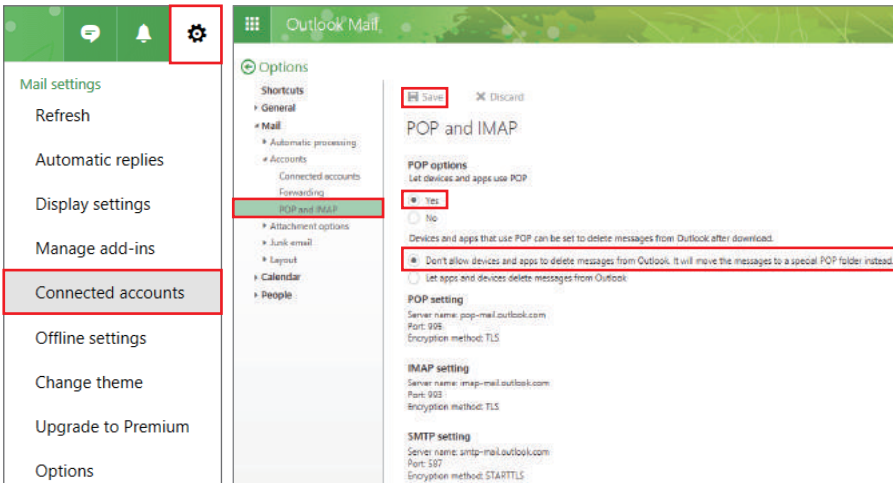 Mail settings
Refresh
Automatic replies
Display settings
Manage add-ins
Connected accounts
Offline settings
Change theme
Upgrade to Premium
Options
Outlook Mail
Options
Shortcuts
General
Mail
Automatic processing
Accounts
Connected accounts
Forwarding
POP and IMAP
Attachment options
Junk email
Layout
Calendar
People
Save Discard
POP and IMAP
POP options
Let devices and apps use POP
Yes
No
Devices and apps that use POP can be set to delete messages from Outlook after download.
Don't allow devices and apps to delete messages from Outlook. It will move the messages to a special POP folder instead.
Let apps and devices delete messages from Outlook
POP setting
Server name: pop-mail.outlook.com
Port: 995
Encryption method: TLS
IMAP setting
Server name: imap-mail.outlook.com
Port: 993
Encryption method: TLS
SMTP setting
Server name: smtp-mail.outlook.com
Port: 587
Encryption method: STARTTLS